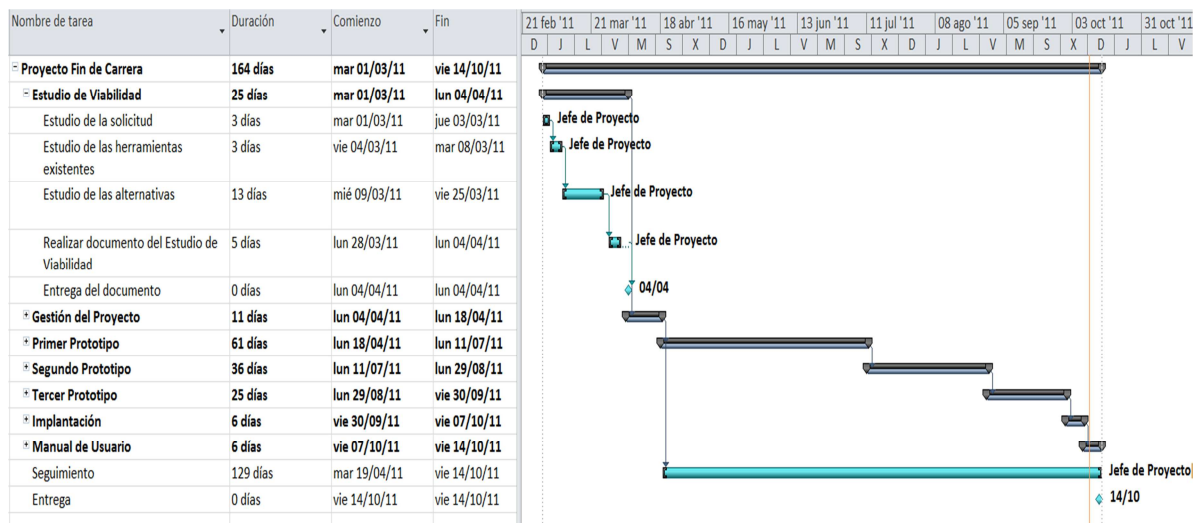 Nombre de tarea Duración Comienzo Fin 21 feb '11 21 mar '11 18 abr '11 16 may '11 13 jun '11 11 jul '11 08 ago '11 05 sep '11 03 oct '11 31 oct '11
D J L V M S X D J L V M S X D J L V M S X D J L V
Proyecto Fin de Carrera 164 días mar 01/03/11 vie 14/10/11
Estudio de Viabilidad 25 días mar 01/03/11 lun 04/04/11
Estudio de la solicitud 3 días mar 01/03/11 jue 03/03/11 Jefe de Proyecto
Estudio de las herramientas 3 días vie 04/03/11 mar 08/03/11 Jefe de Proyecto
existentes
Estudio de las alternativas 13 días mié 09/03/11 vie 25/03/11 Jefe de Proyecto
Realizar documento del Estudio de 5 días lun 28/03/11 lun 04/04/11 Jefe de Proyecto
Viabilidad
Entrega del documento 0 días lun 04/04/11 lun 04/04/11 04/04
Gestión del Proyecto 11 días lun 04/04/11 lun 18/04/11
Primer Prototipo 61 días lun 18/04/11 lun 11/07/11
Segundo Prototipo 36 días lun 11/07/11 lun 29/08/11
Tercer Prototipo 25 días lun 29/08/11 vie 30/09/11
Implantación 6 días vie 30/09/11 vie 07/10/11
Manual de Usuario 6 días vie 07/10/11 vie 14/10/11
Seguimiento 129 días mar 19/04/11 vie 14/10/11 Jefe de Proyecto
Entrega 0 días vie 14/10/11 vie 14/10/11 14/10